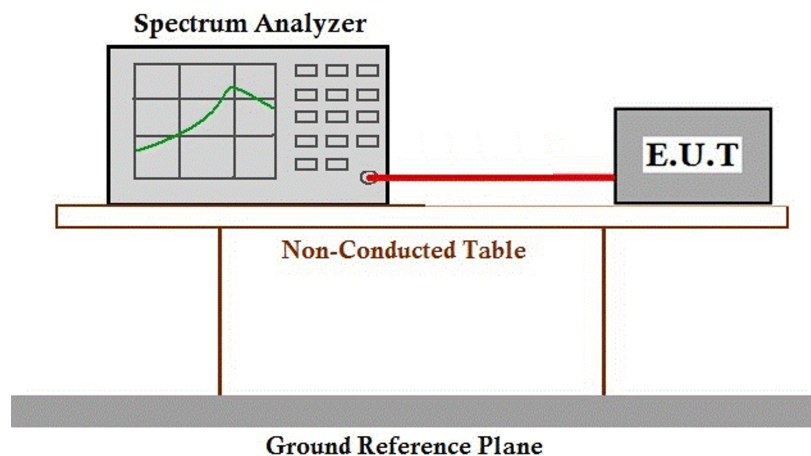 Spectrum Analyzer
E.U.T
Non-Conducted Table
Ground Reference Plane